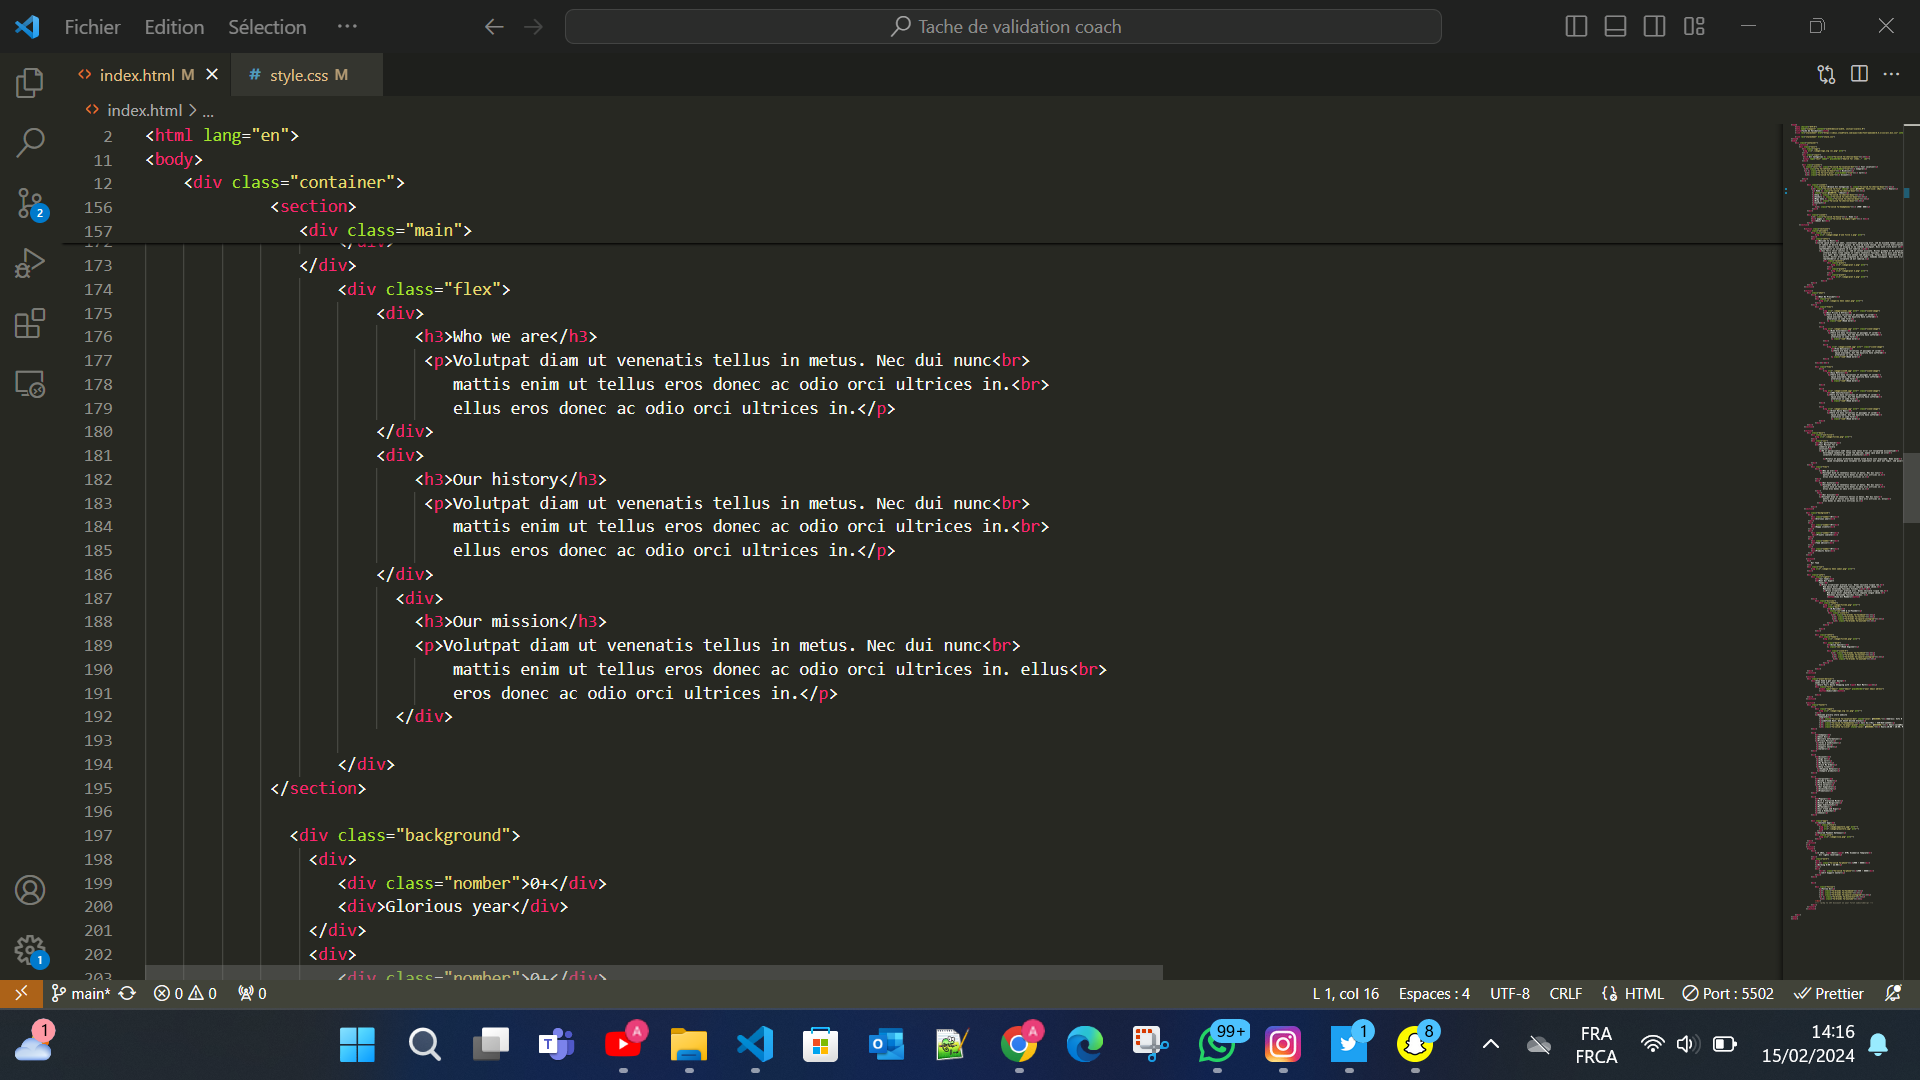 Fichier Edition Sélection ... Tache de validation coach
index.html M # style.css M
index.html > ...
2 <html lang="en">
11 <body>
12 <div class="container">
156 <section>
157 <div class="main">
172 </div>
173 </div>
174 <div class="flex">
175 <div>
176 <h3>Who we are</h3>
177 <p>Volutpat diam ut venenatis tellus in metus. Nec dui nunc<br>
178 mattis enim ut tellus eros donec ac odio orci ultrices in.<br>
179 ellus eros donec ac odio orci ultrices in.</p>
180 </div>
181 <div>
182 <h3>Our history</h3>
183 <p>Volutpat diam ut venenatis tellus in metus. Nec dui nunc<br>
184 mattis enim ut tellus eros donec ac odio orci ultrices in.<br>
185 ellus eros donec ac odio orci ultrices in.</p>
186 </div>
187 <div>
188 <h3>Our mission</h3>
189 <p>Volutpat diam ut venenatis tellus in metus. Nec dui nunc<br>
190 mattis enim ut tellus eros donec ac odio orci ultrices in. ellus<br>
191 eros donec ac odio orci ultrices in.</p>
192 </div>
193
194 </div>
195 </section>
196
197 <div class="background">
198 <div>
199 <div class="nomber">0+</div>
200 <div>Glorious year</div>
201 </div>
202 <div>
203 <div class="nomber">0+</div>
2
1
main* 0 0 0 L 1, col 16 Espaces : 4 UTF-8 CRLF HTML Port : 5502 Prettier
1 A A 99+ 1 8
FRA
FRCA
14:16
15/02/2024